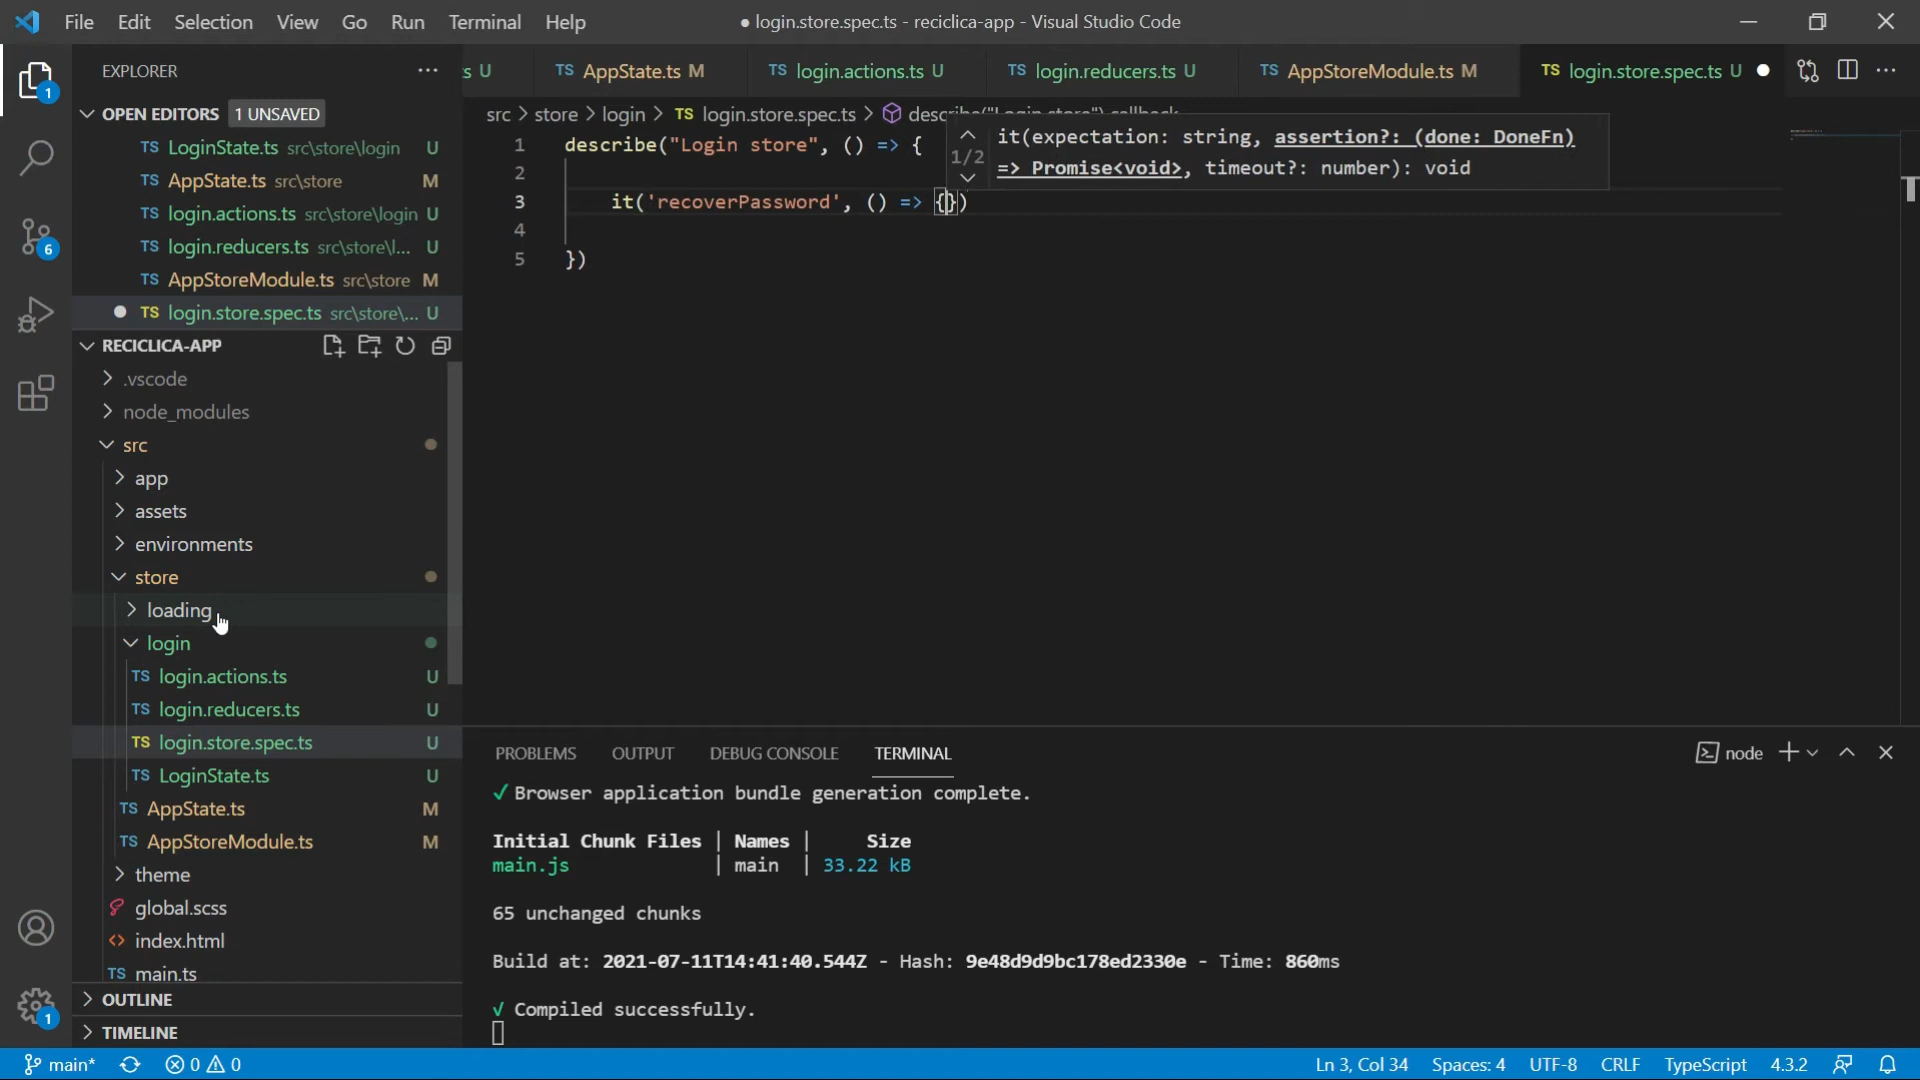 File Edit Selection View Go Run Terminal Help
● login.store.spec.ts - reciclica-app - Visual Studio Code
EXPLORER
OPEN EDITORS 1 UNSAVED
TS LoginState.ts src\store\login U
TS AppState.ts src\store M
TS login.actions.ts src\store\login U
TS login.reducers.ts src\store\l... U
TS AppStoreModule.ts src\store M
TS login.store.spec.ts src\store\... U
RECICLICA-APP
.vscode
node_modules
src
app
assets
environments
store
loading
login
TS login.actions.ts U
TS login.reducers.ts U
TS login.store.spec.ts U
TS LoginState.ts U
TS AppState.ts M
TS AppStoreModule.ts M
theme
global.scss
index.html
TS main.ts
OUTLINE
TIMELINE
1
6
1
s U TS AppState.ts M TS login.actions.ts U TS login.reducers.ts U TS AppStoreModule.ts M TS login.store.spec.ts U
src > store > login > TS login.store.spec.ts > describe("Login store") callback
1 describe("Login store", () => {
2
3 it('recoverPassword', () => {})
4
5 })
it(expectation: string, assertion?: (done: DoneFn)
1/2 => Promise<void>, timeout?: number): void
PROBLEMS OUTPUT DEBUG CONSOLE TERMINAL
node
√ Browser application bundle generation complete.
Initial Chunk Files | Names | Size
main.js | main | 33.22 kB
65 unchanged chunks
Build at: 2021-07-11T14:41:40.544Z - Hash: 9e48d9d9bc178ed2330e - Time: 860ms
√ Compiled successfully.
main* 0 0 Ln 3, Col 34 Spaces: 4 UTF-8 CRLF TypeScript 4.3.2